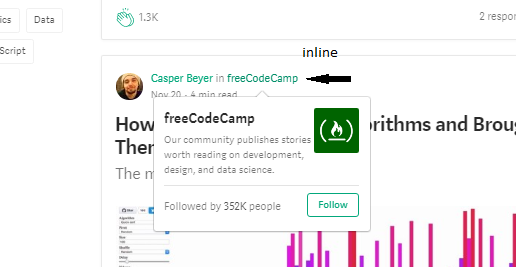 ics
Data
Script
1.3K
2 respon
inline
Casper Beyer in freeCodeCamp
Nov 20 · 4 min read
freeCodeCamp
Our community publishes stories
worth reading on development,
design, and data science.
Followed by 352K people
Follow
How
orithms and Broug
Them
The m